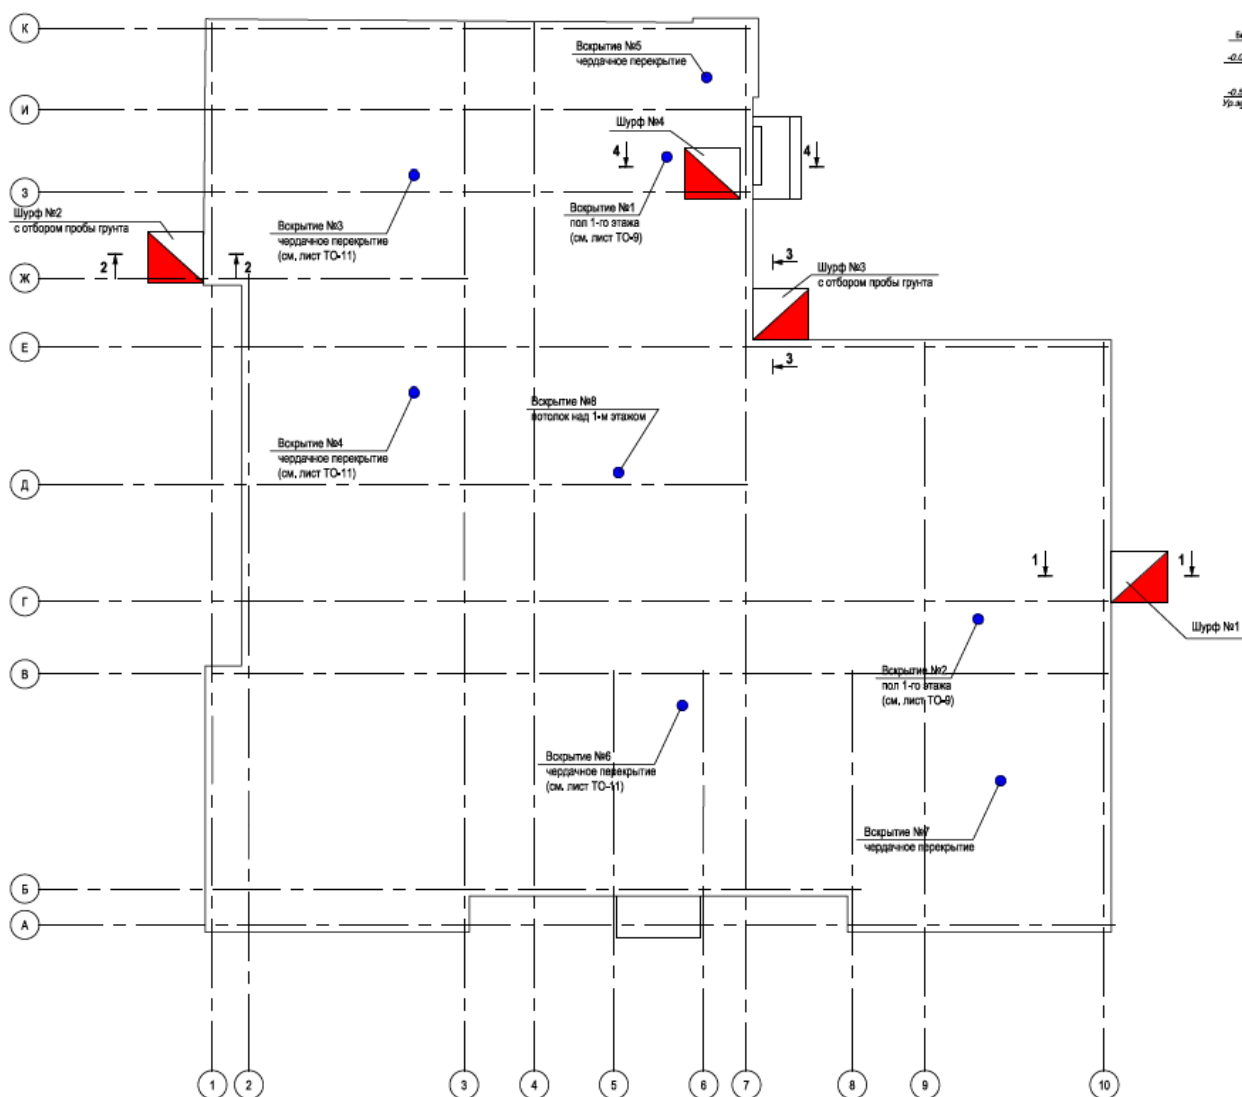 К
Вскрытие №5
чердачное перекрытие
-0.0
И
-0.5
Шурф №4
4
4
З
Вскрытие №1
пол 1-го этажа
(см. лист ТО-9)
Шурф №2
с отбором пробы грунта
Вскрытие №3
чердачное перекрытие
(см. лист ТО-11)
2
2
3
Шурф №3
с отбором пробы грунта
Ж
Е
3
Вскрытие №8
потолок над 1-м этажом
Вскрытие №4
чердачное перекрытие
(см. лист ТО-11)
Д
1
1
Г
Шурф №1
В
Вскрытие №2
пол 1-го этажа
(см. лист ТО-9)
Вскрытие №6
чердачное перекрытие
(см. лист ТО-11)
Вскрытие №7
чердачное перекрытие
Б
А
1
2
3
4
5
6
7
8
9
10